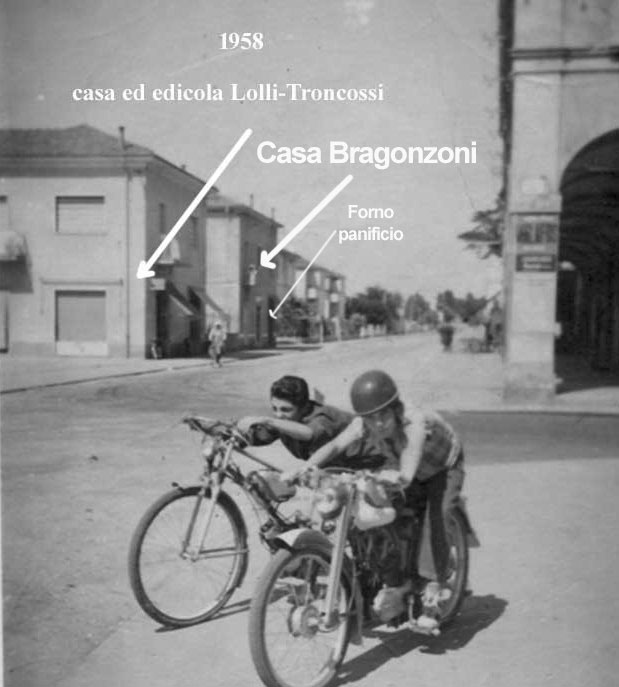 1958
casa ed edicola Lolli-Troncossi
Casa Bragonzoni
Forno
panificio